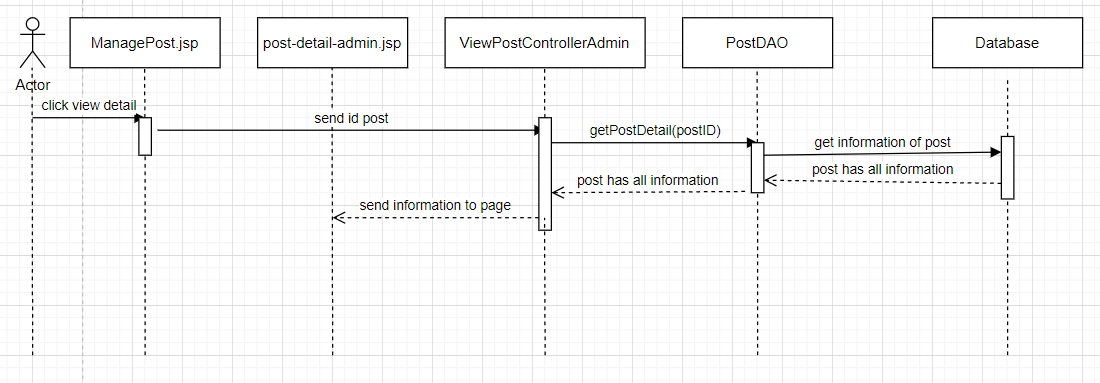 ManagePost.jsp
post-detail-admin.jsp
ViewPostControllerAdmin
PostDAO
Database
Actor
click view detail
send id post
getPostDetail(postID)
get information of post
post has all information
post has all information
send information to page